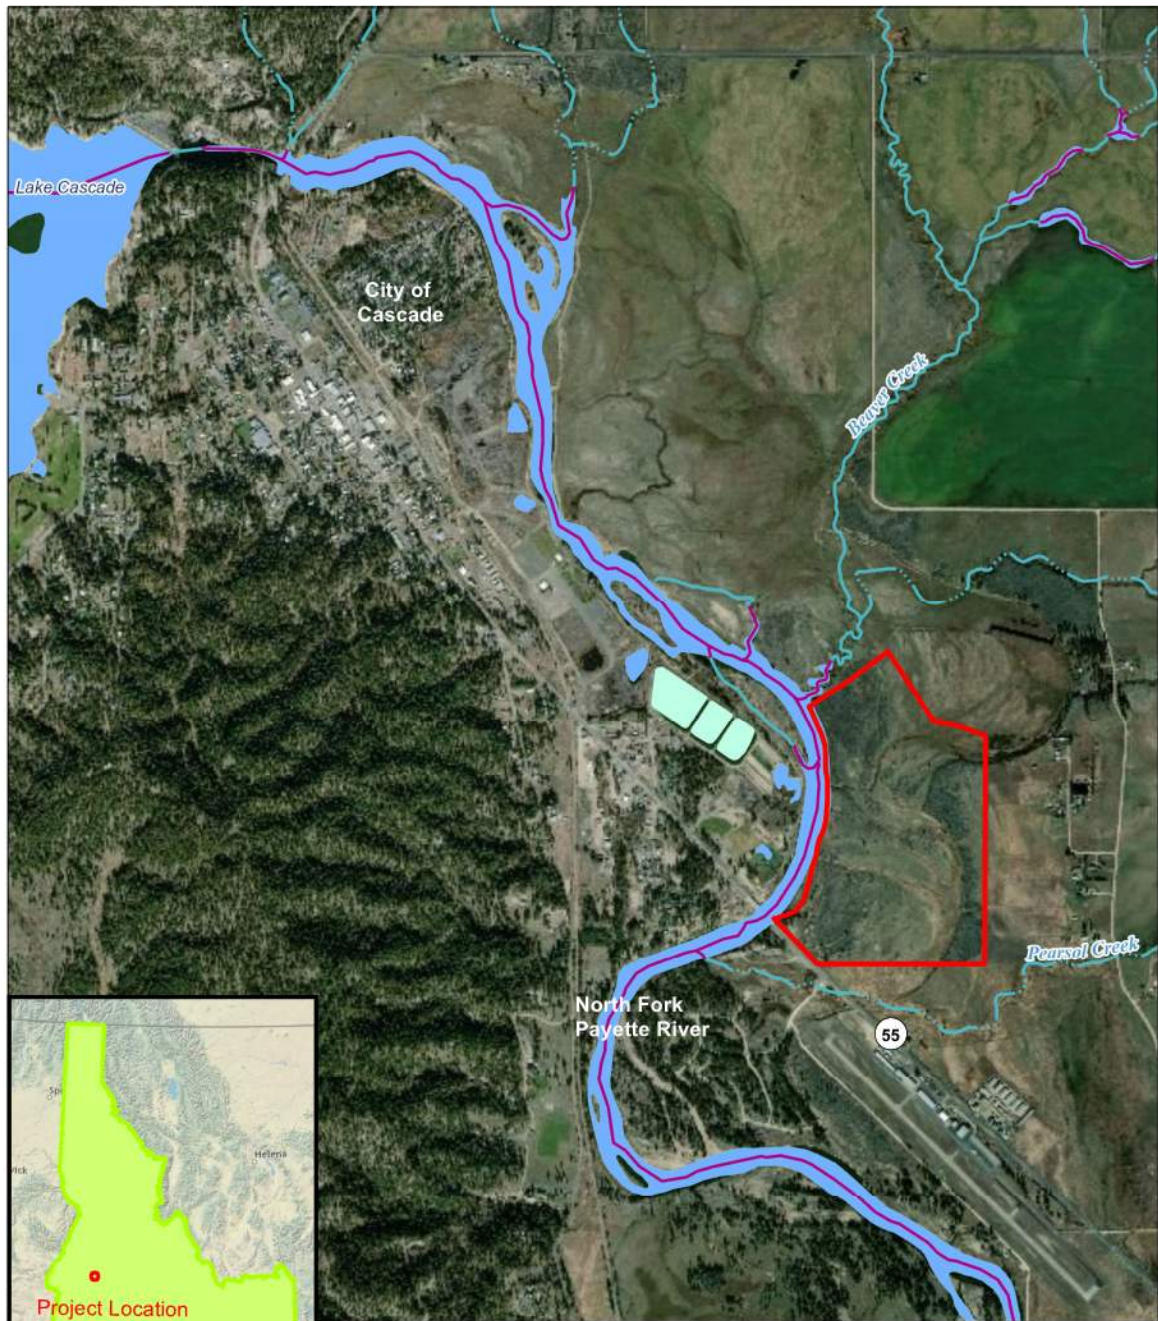 Lake Cascade
City of
Cascade
Beaver Creek
Pearsol Creek
North Fork
Payette River
55
Helena
Project Location